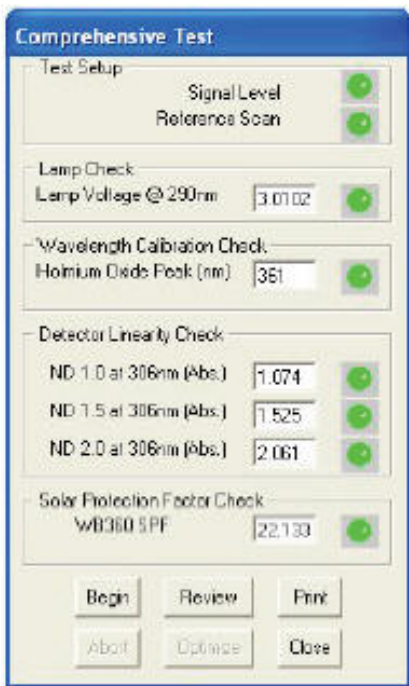 Comprehensive Test
Test Setup
Signal Level
Reference Scan
Lamp Check
Lamp Voltage @ 290nm 3.0102
Wavelength Calibration Check
Holmium Oxide Peak (nm) 361
Detector Linearity Check
ND 1.0 at 306nm (Abs.) 1.074
ND 1.5 at 306nm (Abs.) 1.525
ND 2.0 at 306nm (Abs.) 2.061
Solar Protection Factor Check
WB360 SPF 22.133
Begin Review Print
Abort Optimize Close